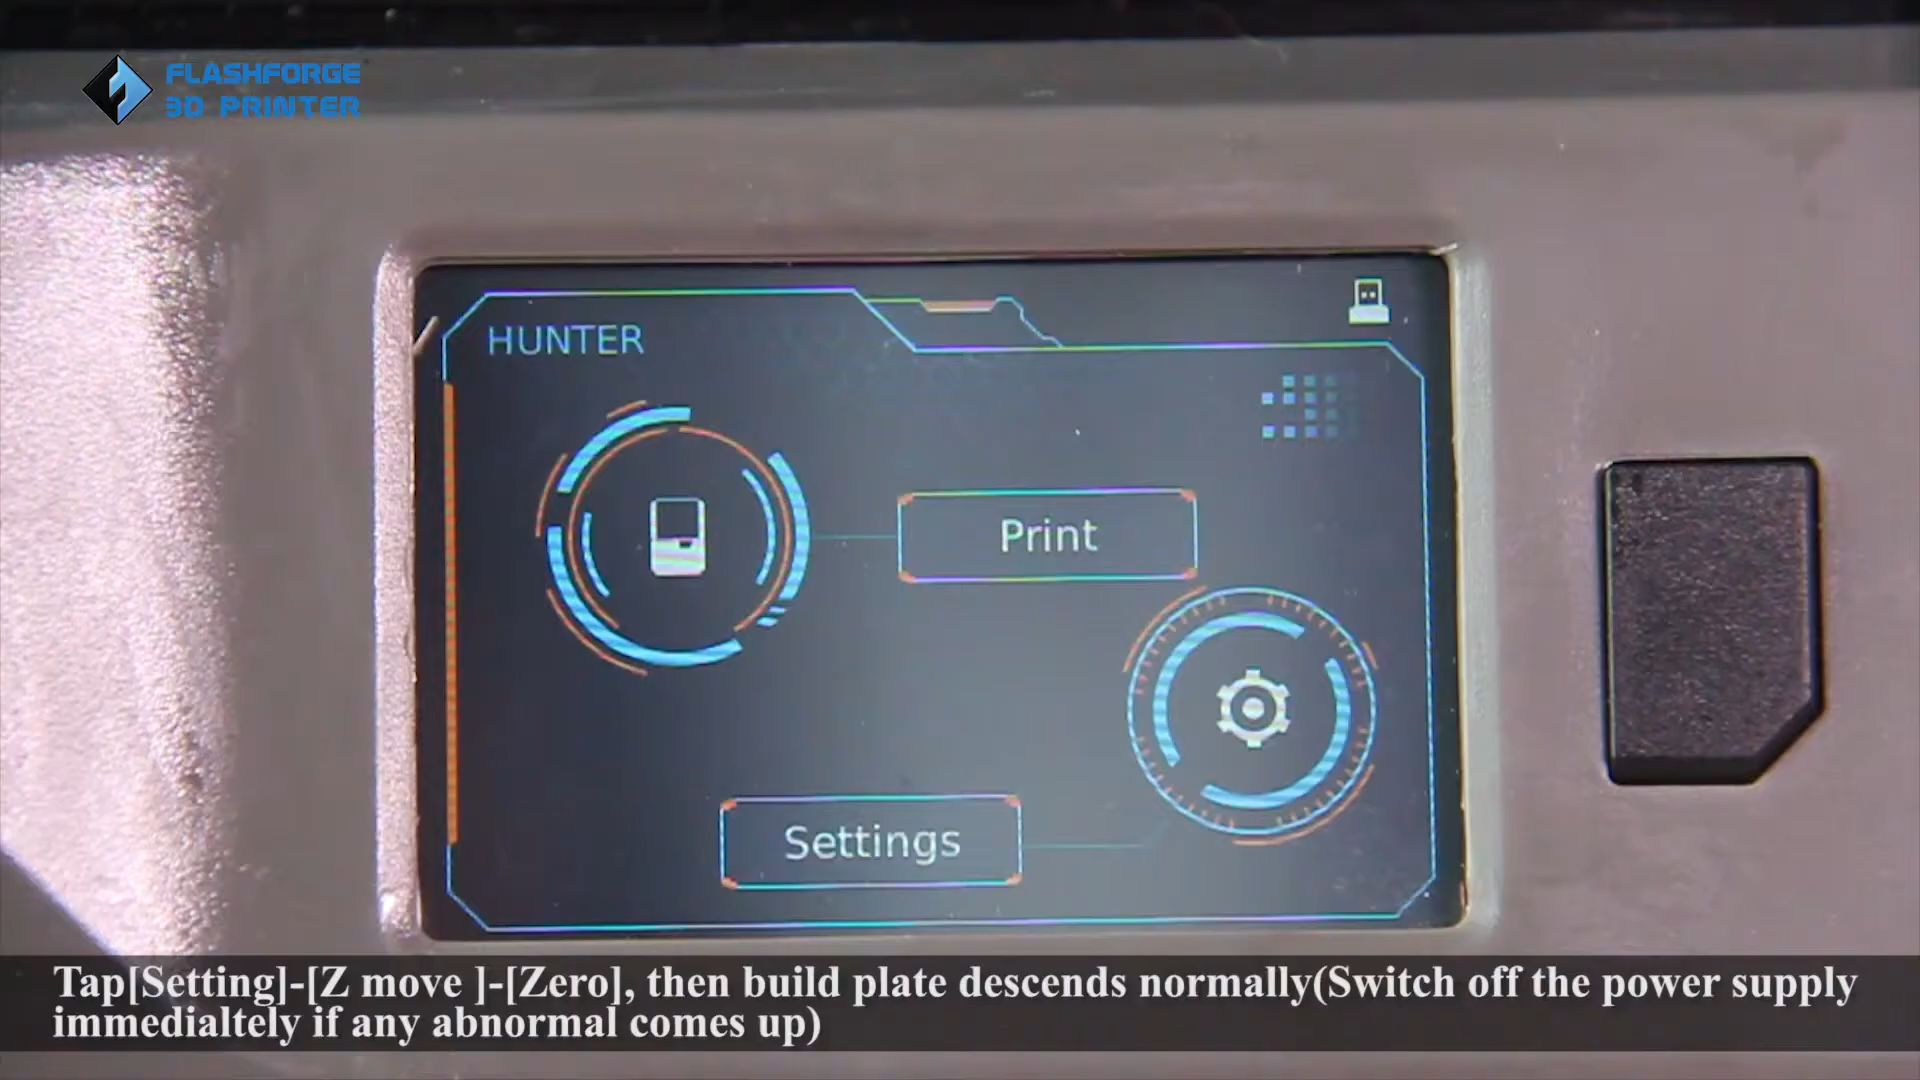 FLASHFORGE
3D PRINTER
HUNTER
Print
Settings
Tap[Setting]-[Z move ]-[Zero], then build plate descends normally(Switch off the power supply
immedialtely if any abnormal comes up)